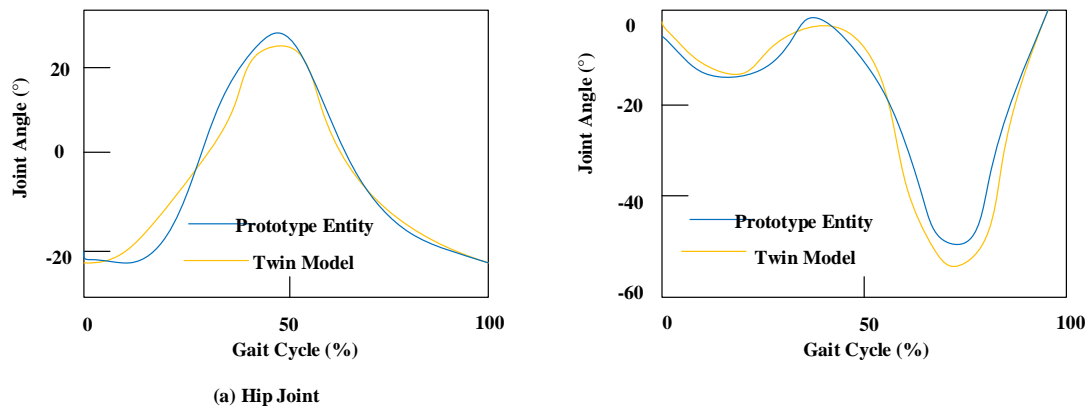 Joint Angle (°)
20
0
-20
Prototype Entity
Twin Model
0 50 100
Gait Cycle (%)
(a) Hip Joint
Joint Angle (°)
0
-20
-40
-60
Prototype Entity
Twin Model
0 50 100
Gait Cycle (%)